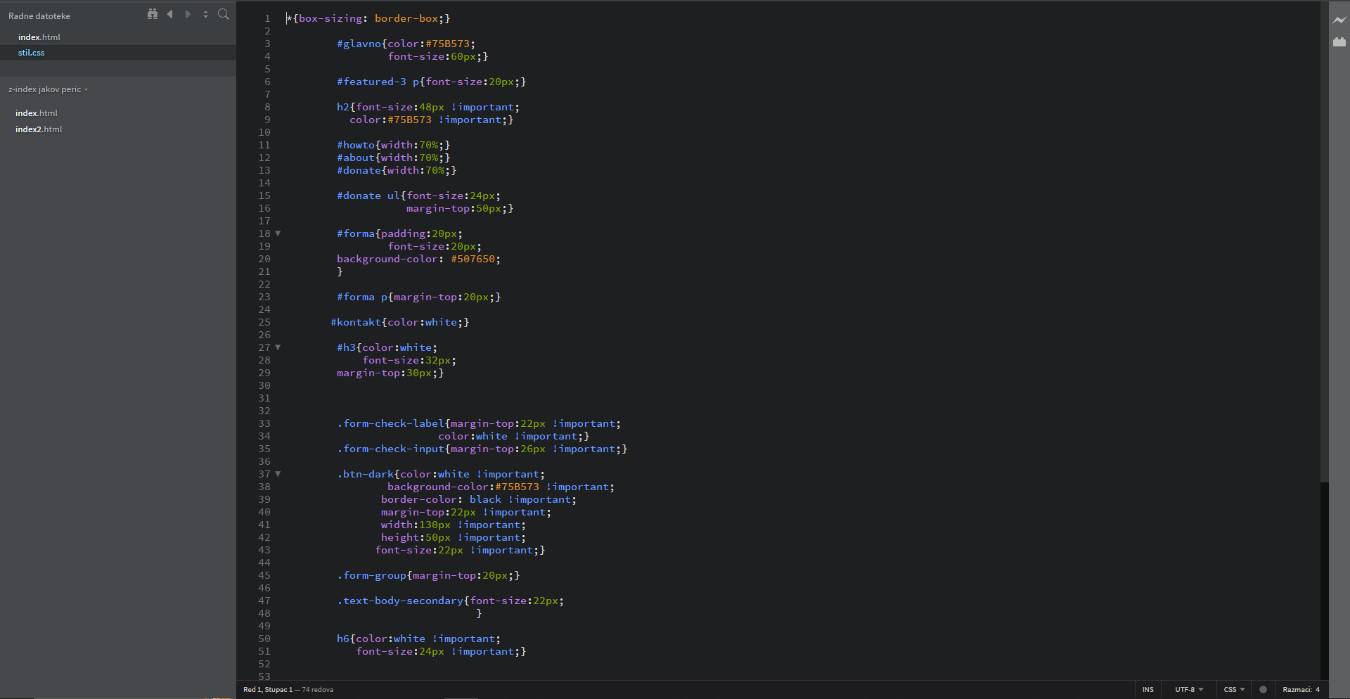 Radne datoteke
index.html
stil.css
z-index jakov peric
index.html
index2.html
1 *{box-sizing: border-box;}
2
3 #glavno{color:#75B573;
4 font-size:60px;}
5
6 #featured-3 p{font-size:20px;}
7
8 h2{font-size:48px !important;
9 color:#75B573 !important;}
10
11 #howto{width:70%;}
12 #about{width:70%;}
13 #donate{width:70%;}
14
15 #donate ul{font-size:24px;
16 margin-top:50px;}
17
18 #forma{padding:20px;
19 font-size:20px;
20 background-color: #507650;
21 }
22
23 #forma p{margin-top:20px;}
24
25 #kontakt{color:white;}
26
27 #h3{color:white;
28 font-size:32px;
29 margin-top:30px;}
30
31
32
33 .form-check-label{margin-top:22px !important;
34 color:white !important;}
35 .form-check-input{margin-top:26px !important;}
36
37 .btn-dark{color:white !important;
38 background-color:#75B573 !important;
39 border-color: black !important;
40 margin-top:22px !important;
41 width:130px !important;
42 height:50px !important;
43 font-size:22px !important;}
44
45 .form-group{margin-top:20px;}
46
47 .text-body-secondary{font-size:22px;
48 }
49
50 h6{color:white !important;
51 font-size:24px !important;}
52
53
Red 1, Stupac 1 — 74 redova
INS UTF-8 CSS Razmaci: 4